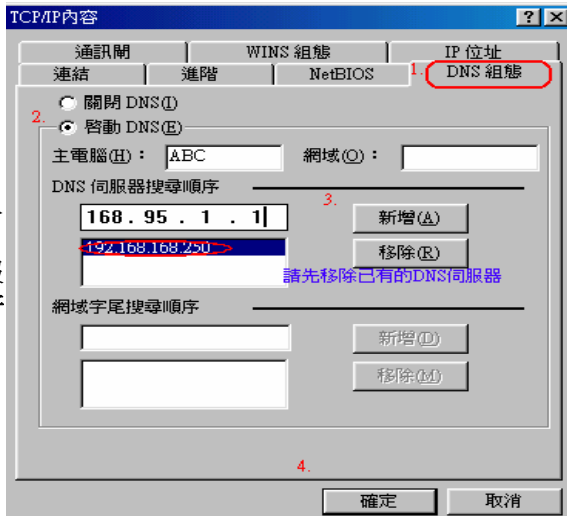 TCP/IP內容
通訊閘 WINS 組態 IP 位址
連結 進階 NetBIOS 1. DNS 組態
關閉 DNS(I)
2. 啓動 DNS(E)
主電腦(H)： ABC 網域(O)：
DNS 伺服器搜尋順序
3.
168 . 95 . 1 . 1 新增(A)
192.168.168.250 移除(R)
請先移除已有的DNS伺服器
網域字尾搜尋順序
新增(D)
移除(M)
4.
確定 取消